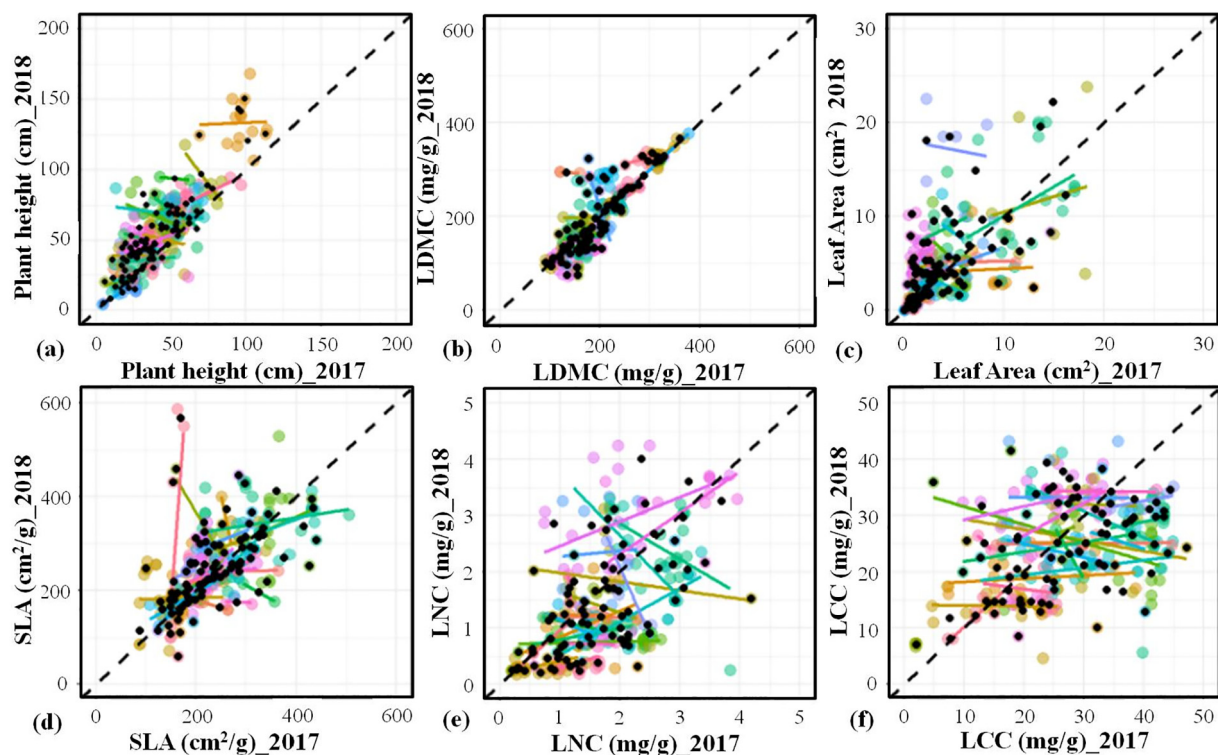 200
150
100
50
0
Plant height (cm)_2018
(a)
0 50 100 150 200
Plant height (cm)_2017
600
400
200
0
LDMC (mg/g)_2018
(b)
0 200 400 600
LDMC (mg/g)_2017
30
20
10
0
Leaf Area (cm²)_2018
(c)
0 10 20 30
Leaf Area (cm²)_2017
600
400
200
0
SLA (cm²/g)_2018
(d)
0 200 400 600
SLA (cm²/g)_2017
5
4
3
2
1
0
LNC (mg/g)_2018
(e)
0 1 2 3 4 5
LNC (mg/g)_2017
50
40
30
20
10
0
LCC (mg/g)_2018
(f)
0 10 20 30 40 50
LCC (mg/g)_2017